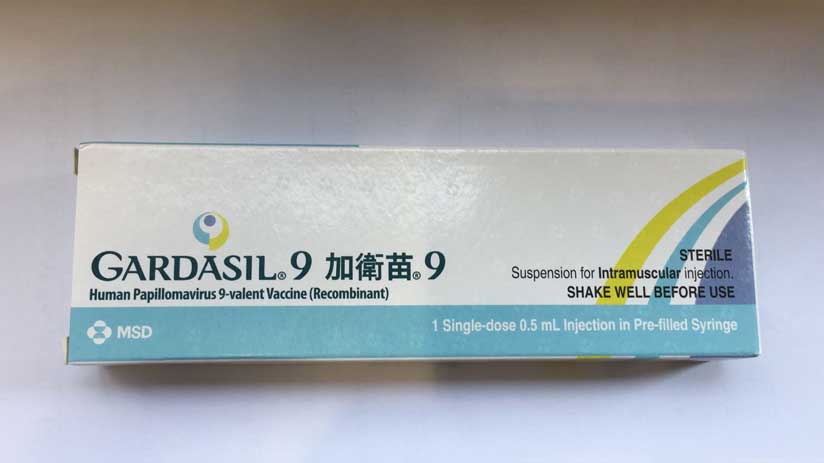 GARDASIL®9 加衛苗®9
Human Papillomavirus 9-valent Vaccine (Recombinant)
STERILE
Suspension for Intramuscular injection.
SHAKE WELL BEFORE USE
MSD
1 Single-dose 0.5 mL Injection in Pre-filled Syringe